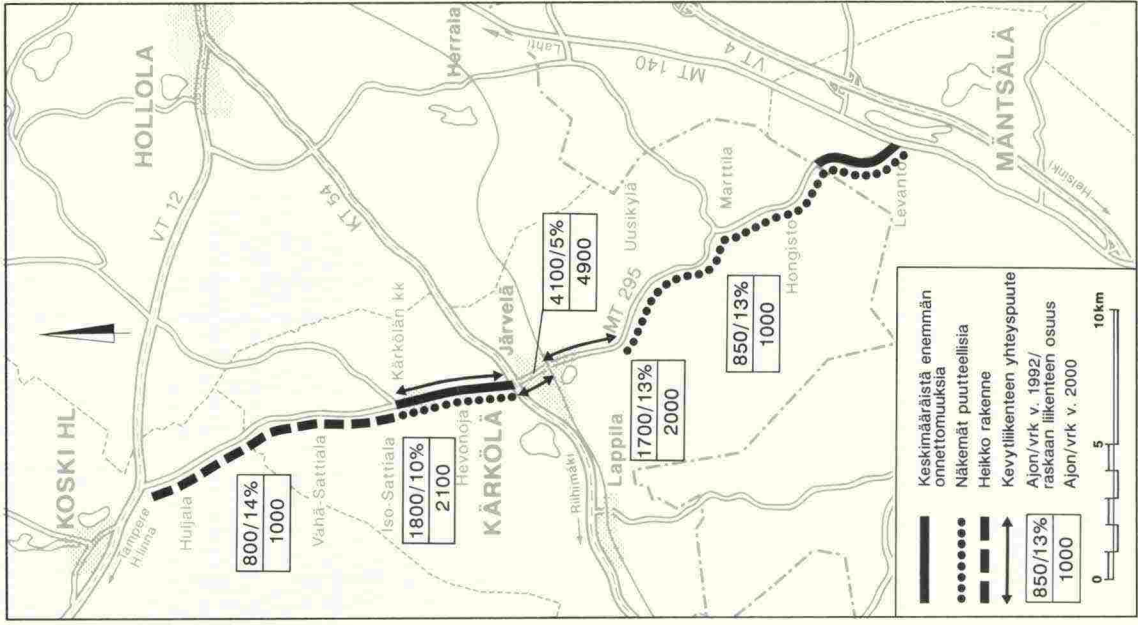 KOSKI HL.
HOLLOLA
VT 12
KT 54
Herrala
Lahti
MT 140
VT 4
MÄNTSÄLÄ
Helsinki
Tampere
Hlinna
Huljala
800/14%
1000
Vähä-Sattiala
Iso-Sattiala
Kärkölän kk
1800/10%
2100
Hevonoja
KÄRKÖLÄ
Järvelä
4100/5%
4900
Uusikylä
MT 295
Marttila
Lappila
Riihimäki
1700/13%
2000
850/13%
1000
Hongisto
Levanto
Keskimääräistä enemmän
onnettomuuksia
Näkemät puutteellisia
Heikko rakenne
Kevytliikenteen yhteyspuute
850/13%
1000
Ajon/vrk v. 1992/
raskaan liikenteen osuus
Ajon/vrk v. 2000
0
5
10km